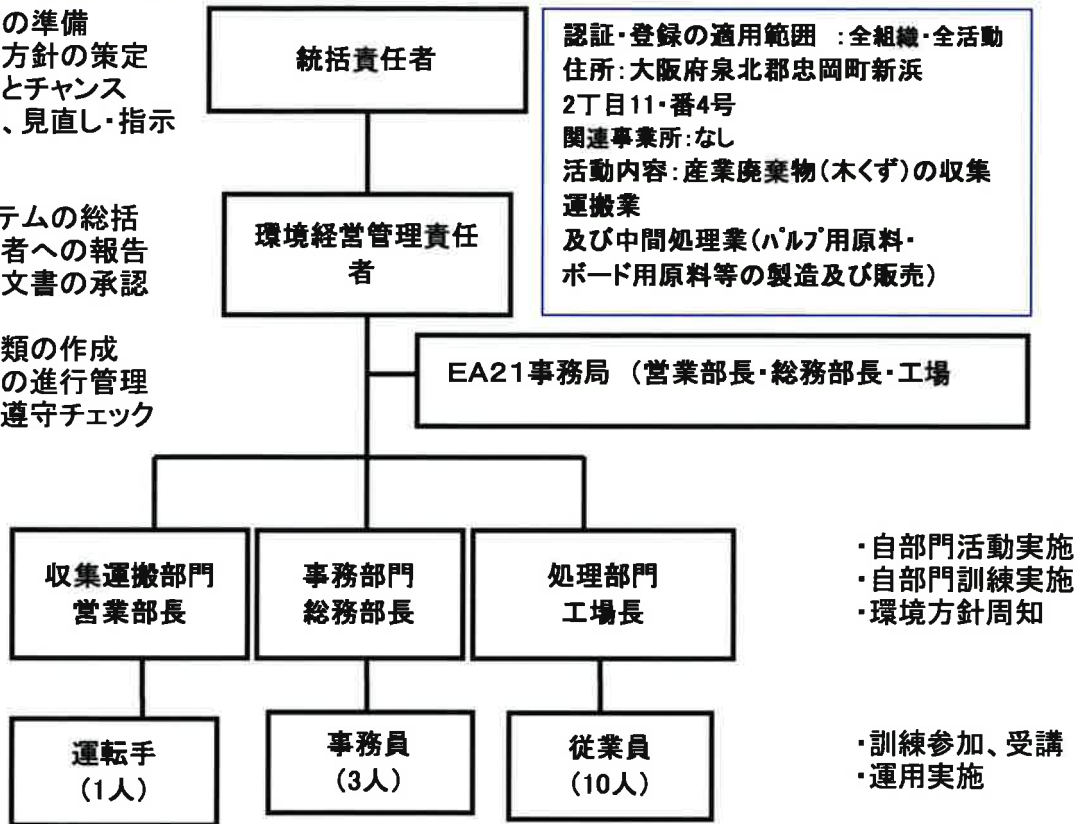 の準備
方針の策定
とチャンス
、見直し・指示
統括責任者
認証・登録の適用範囲 :全組織・全活動
住所:大阪府泉北郡忠岡町新浜
2丁目11・番4号
関連事業所:なし
活動内容:産業廃棄物(木くず)の収集
運搬業
及び中間処理業(パルプ用原料・
ボード用原料等の製造及び販売)
テムの総括
者への報告
文書の承認
環境経営管理責任
者
類の作成
の進行管理
遵守チェック
EA21事務局 (営業部長・総務部長・工場
収集運搬部門
営業部長
事務部門
総務部長
処理部門
工場長
・自部門活動実施
・自部門訓練実施
・環境方針周知
運転手
(1人)
事務員
(3人)
従業員
(10人)
・訓練参加、受講
・運用実施